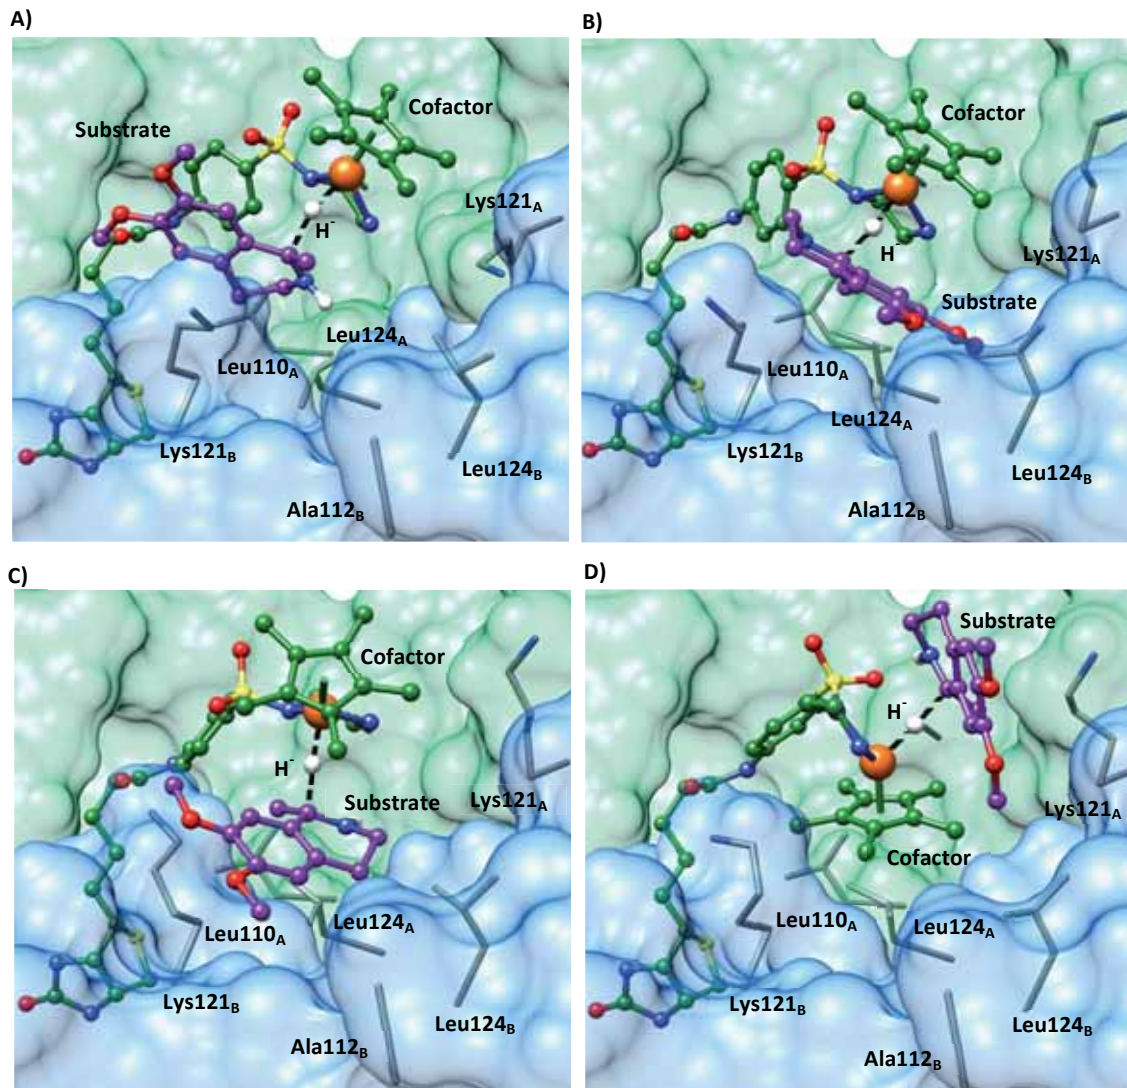 A)
Substrate
Cofactor
Lys121A
H-
Leu124A
Leu110A
Lys121B
Leu124B
Ala112B
B)
Cofactor
Lys121A
H-
Substrate
Leu110A
Leu124A
Lys121B
Leu124B
Ala112B
C)
Cofactor
H-
Substrate
Lys121A
Leu124A
Leu110A
Lys121B
Leu124B
Ala112B
D)
Substrate
H-
Lys121A
Cofactor
Leu110A
Leu124A
Lys121B
Leu124B
Ala112B